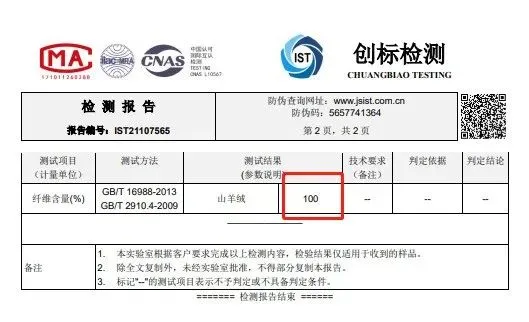 MA
171011260388
ilac-MRA
CNAS
中国认可
国际互认
检测
TESTING
CNAS L10567
IST
创标检测
CHUANGBIAO TESTING
检 测 报 告
防伪查询网址：www.jsist.com.cn
防伪码：5657741364
报告编号：IST21107565
第 2 页，共 2 页
测试项目
（计量单位）
测试方法
测试结果
（参数说明）
技术要求
（备注）
判定依据
判定结论
纤维含量(%)
GB/T 16988-2013
GB/T 2910.4-2009
山羊绒
100
--
--
--
备注
1. 本实验室根据客户要求完成以上检测内容，检验结果仅适用于收到的样品。
2. 除全文复制外，未经实验室批准，不得部分复制本报告。
3. 标记"--"的测试项目表示不予判定或不具备判定条件。
======= 检测报告结束 ======